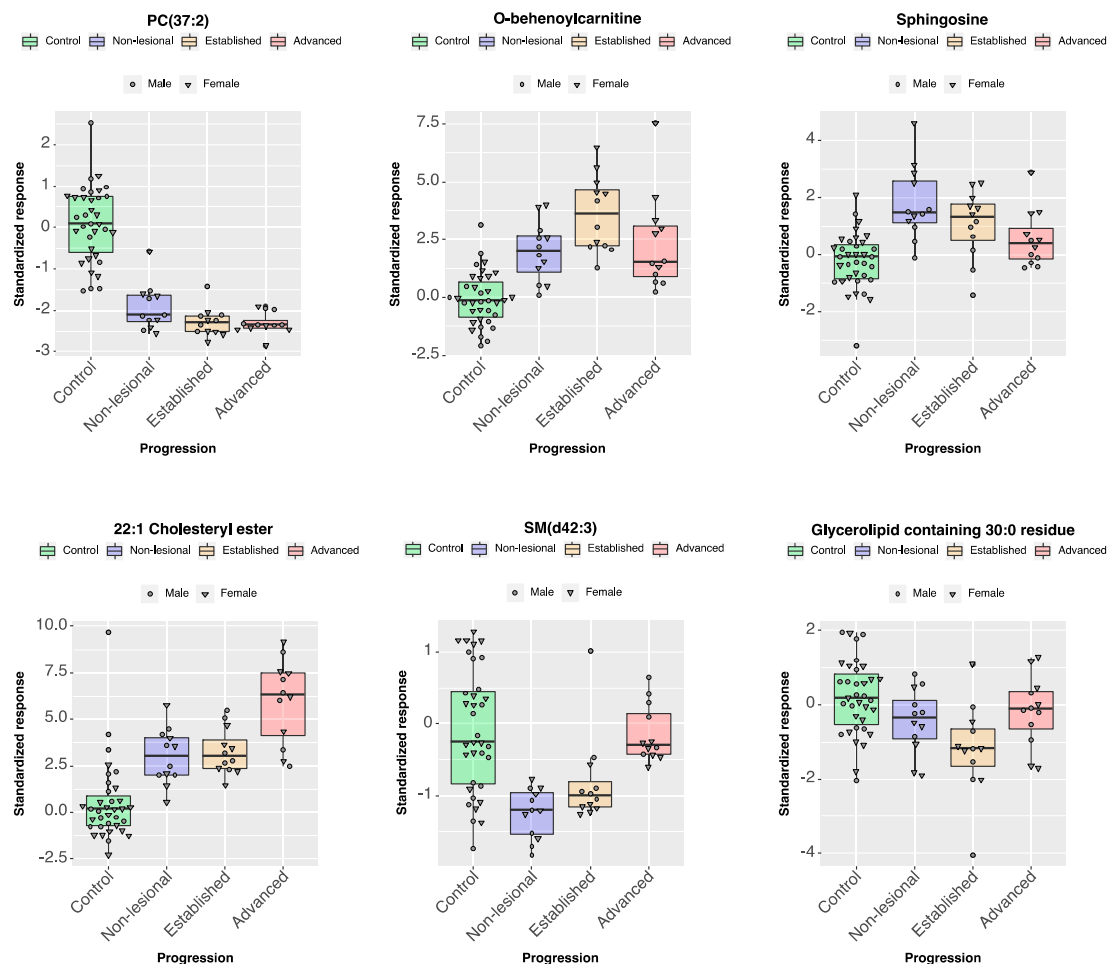 PC(37:2)
Control Non-lesional Established Advanced
Male Female
Standardized response
2
1
0
-1
-2
-3
Control
Non-lesional
Established
Advanced
Progression
O-behenoylcarnitine
Control Non-lesional Established Advanced
Male Female
Standardized response
7.5
5.0
2.5
0.0
-2.5
Control
Non-lesional
Established
Advanced
Progression
Sphingosine
Control Non-lesional Established Advanced
Male Female
Standardized response
4
2
0
-2
Control
Non-lesional
Established
Advanced
Progression
22:1 Cholesteryl ester
Control Non-lesional Established Advanced
Male Female
Standardized response
10.0
7.5
5.0
2.5
0.0
-2.5
Control
Non-lesional
Established
Advanced
Progression
SM(d42:3)
Control Non-lesional Established Advanced
Male Female
Standardized response
1
0
-1
Control
Non-lesional
Established
Advanced
Progression
Glycerolipid containing 30:0 residue
Control Non-lesional Established Advanced
Male Female
Standardized response
2
0
-2
-4
Control
Non-lesional
Established
Advanced
Progression